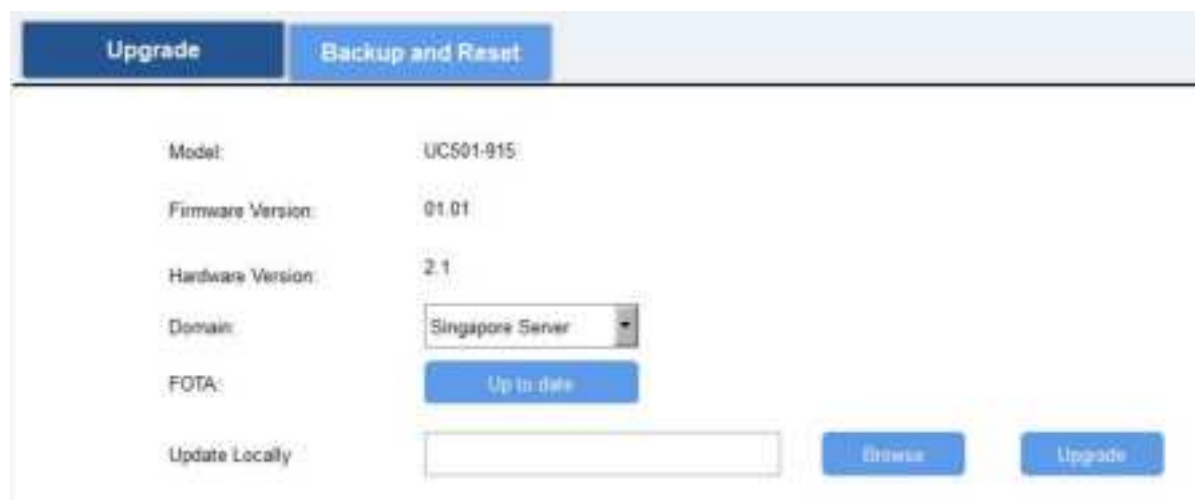 Upgrade Backup and Reset
Model: UC501-915
Firmware Version: 01.01
Hardware Version: 2.1
Domain: Singapore Server
FOTA: Up to date
Update Locally Browse Upgrade